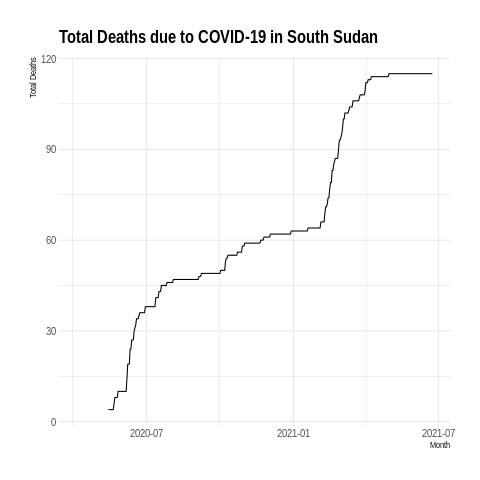 Total Deaths due to COVID-19 in South Sudan
Total Deaths
120
90
60
30
0
2020-07
2021-01
2021-07
Month